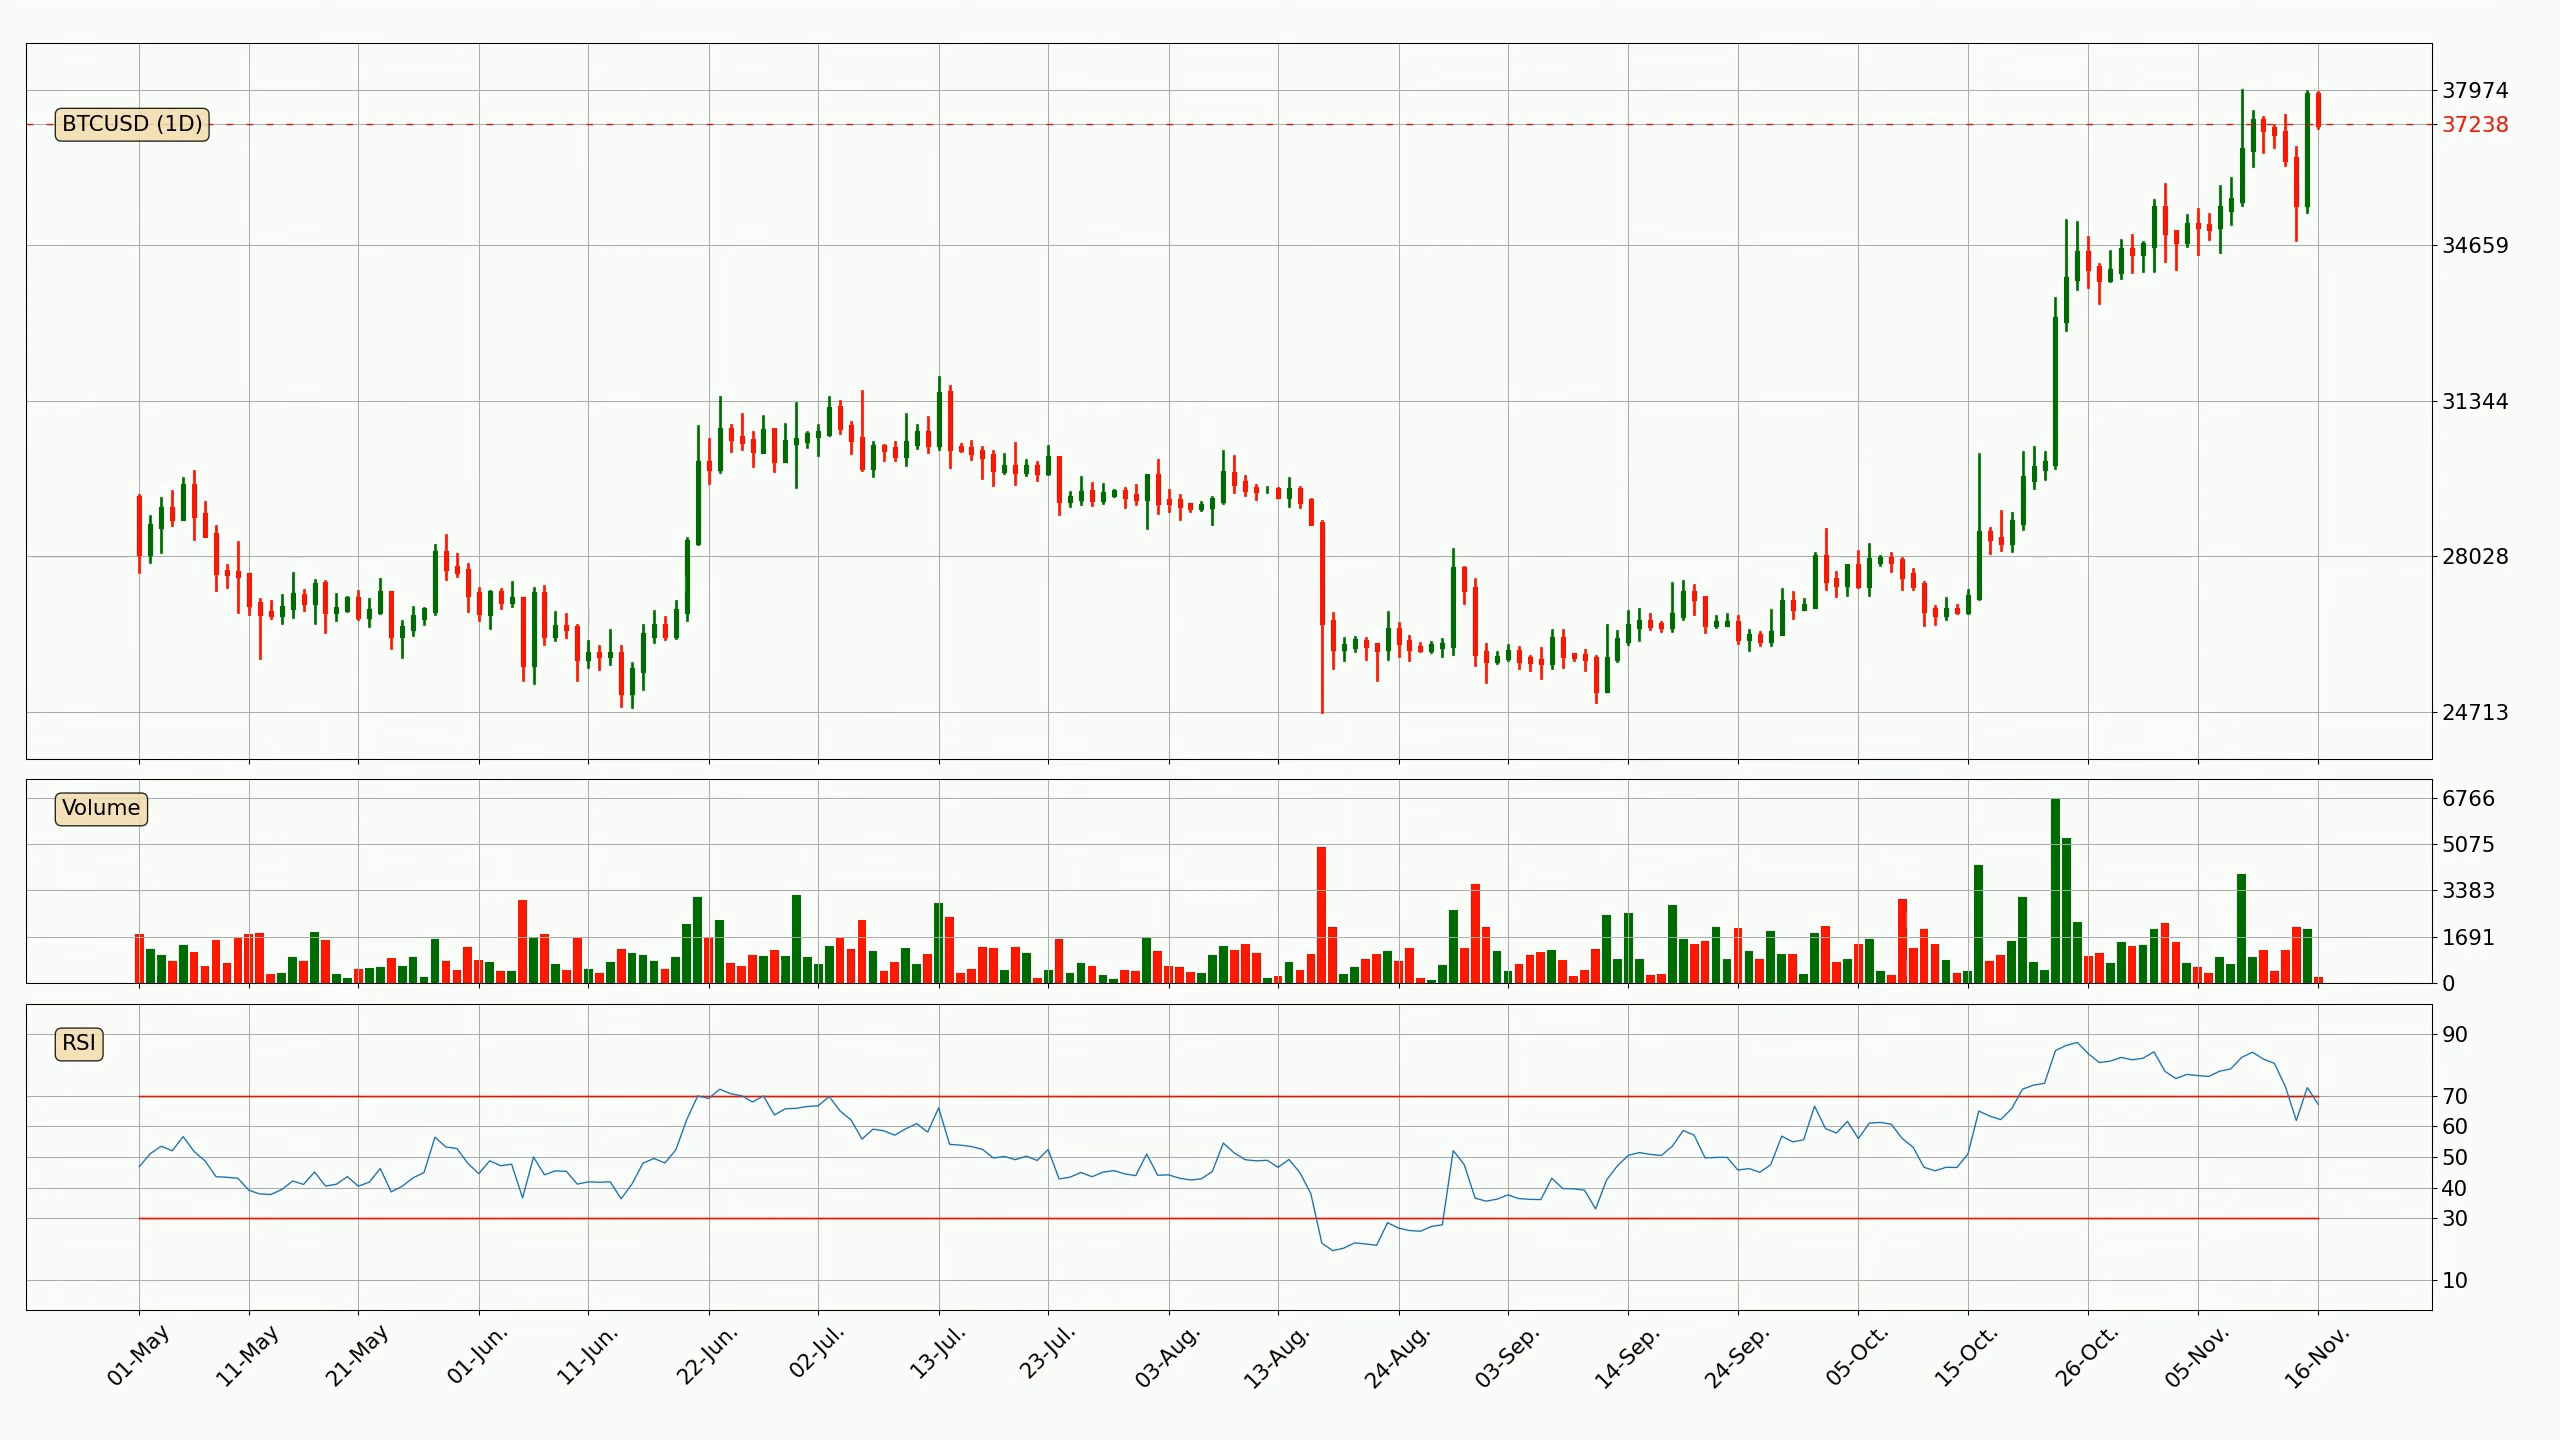 BTCUSD (1D)
37974
37238
34659
31344
28028
24713
Volume
6766
5075
3383
1691
0
RSI
90
70
60
50
40
30
10
01-May
11-May
21-May
01-Jun.
11-Jun.
22-Jun.
02-Jul.
13-Jul.
23-Jul.
03-Aug.
13-Aug.
24-Aug.
03-Sep.
14-Sep.
24-Sep.
05-Oct.
15-Oct.
26-Oct.
05-Nov.
16-Nov.